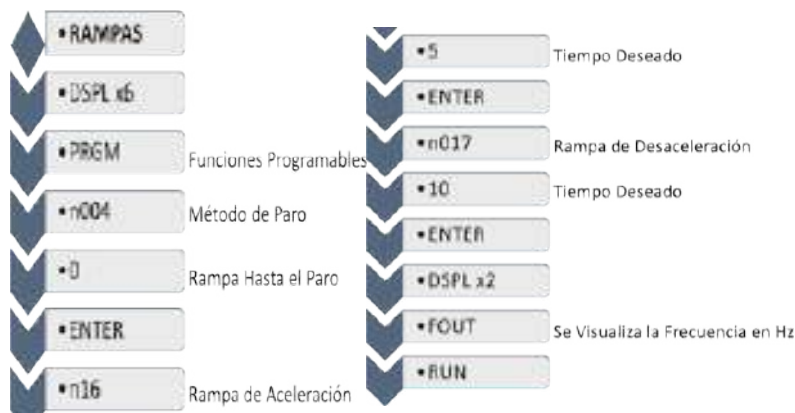 • RAMPAS
• DSPL x6
• PRGM Funciones Programables
• n004 Método de Paro
• 0 Rampa Hasta el Paro
• ENTER
• n16 Rampa de Aceleración
• 5 Tiempo Deseado
• ENTER
• n017 Rampa de Desaceleración
• 10 Tiempo Deseado
• ENTER
• DSPL x2
• FOUT Se Visualiza la Frecuencia en Hz
• RUN